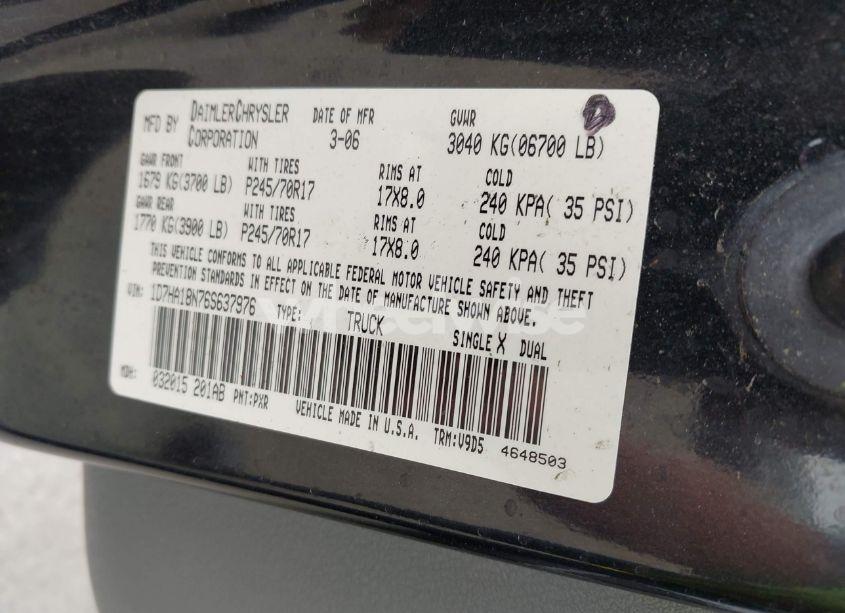 MFD BY DAIMLERCHRYSLER CORPORATION DATE OF MFR 3-06 GVWR 3040 KG(06700 LB)
GAWR FRONT WITH TIRES RIMS AT COLD
1679 KG(3700 LB) P245/70R17 17X8.0 240 KPA( 35 PSI)
GAWR REAR WITH TIRES RIMS AT COLD
1770 KG(3900 LB) P245/70R17 17X8.0 240 KPA( 35 PSI)
THIS VEHICLE CONFORMS TO ALL APPLICABLE FEDERAL MOTOR VEHICLE SAFETY AND THEFT
PREVENTION STANDARDS IN EFFECT ON THE DATE OF MANUFACTURE SHOWN ABOVE.
VIN: 1D7HA18N76S637976 TYPE: TRUCK SINGLE X DUAL
MDH: 032015 201AB PNT:PXR VEHICLE MADE IN U.S.A. TRM:V9D5 4648503